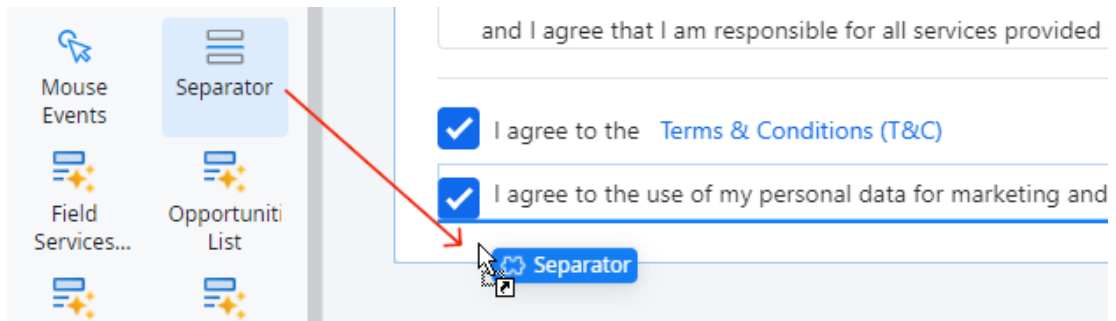 Mouse
Events
Separator
Field
Services...
Opportuniti
List
and I agree that I am responsible for all services provided
I agree to the Terms & Conditions (T&C)
I agree to the use of my personal data for marketing and
Separator